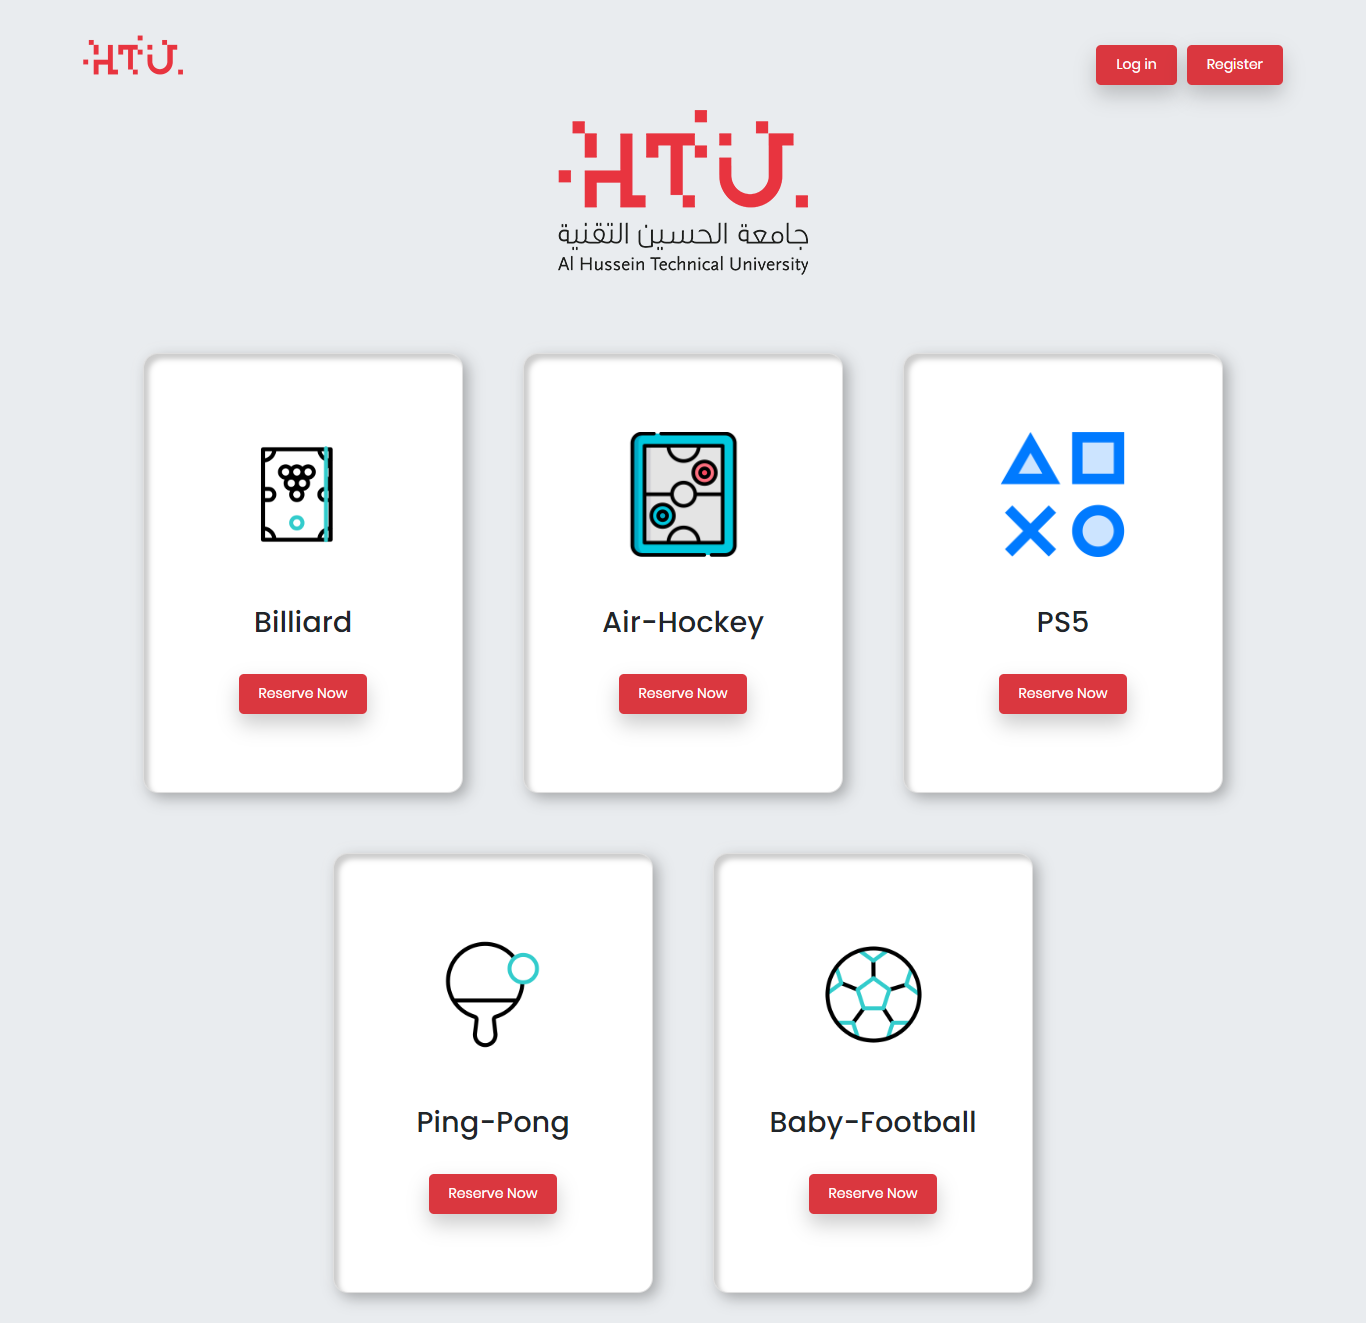 HTU
Log in
Register
HTU
جامعة الحسين التقنية
Al Hussein Technical University
Billiard
Air-Hockey
PS5
Reserve Now
Reserve Now
Reserve Now
Ping-Pong
Baby-Football
Reserve Now
Reserve Now